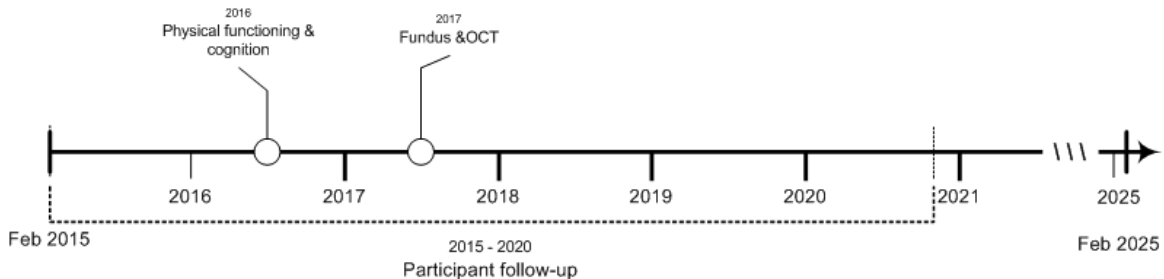 2016
Physical functioning &
cognition
2017
Fundus &OCT
2016
2017
2018
2019
2020
2021
2025
Feb 2015
2015 - 2020
Participant follow-up
Feb 2025